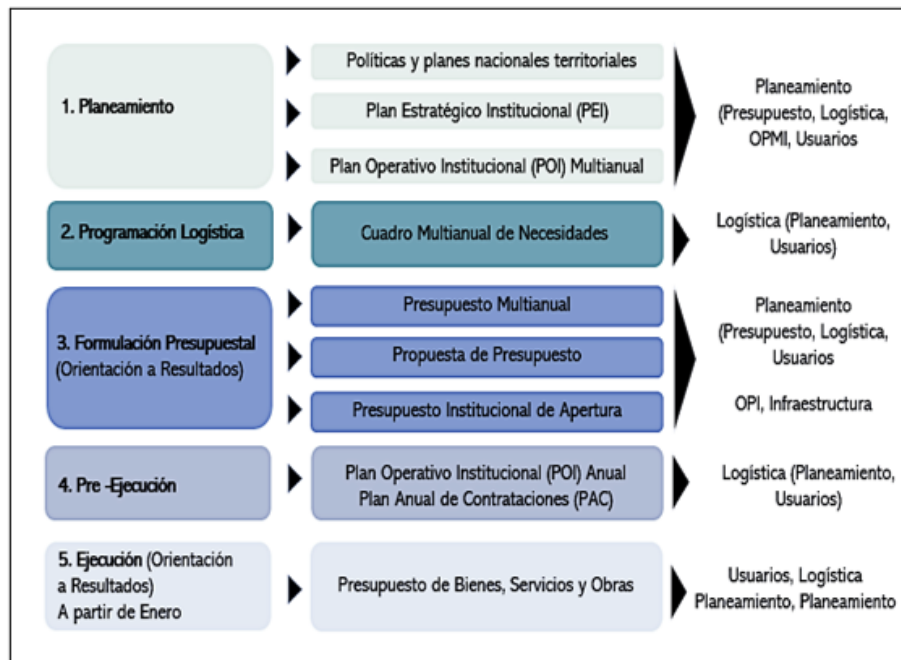 1. Planeamiento
Políticas y planes nacionales territoriales
Plan Estratégico Institucional (PEI)
Plan Operativo Institucional (POI) Multianual
Planeamiento
(Presupuesto, Logística,
OPMI, Usuarios
2. Programación Logística
Cuadro Multianual de Necesidades
Logística (Planeamiento,
Usuarios)
3. Formulación Presupuestal
(Orientación a Resultados)
Presupuesto Multianual
Propuesta de Presupuesto
Presupuesto Institucional de Apertura
Planeamiento
(Presupuesto, Logística,
Usuarios
OPI, Infraestructura
4. Pre -Ejecución
Plan Operativo Institucional (POI) Anual
Plan Anual de Contrataciones (PAC)
Logística (Planeamiento,
Usuarios)
5. Ejecución (Orientación
a Resultados)
A partir de Enero
Presupuesto de Bienes, Servicios y Obras
Usuarios, Logística
Planeamiento, Planeamiento